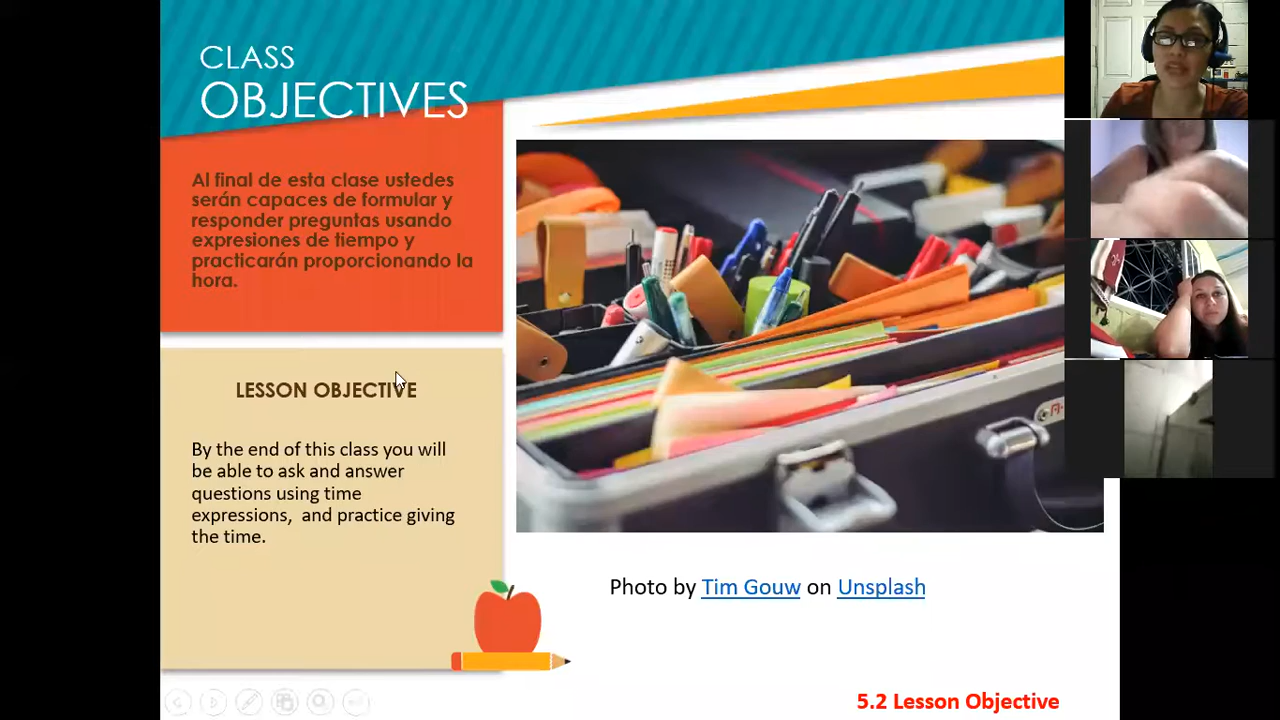 CLASS
OBJECTIVES
Al final de esta clase ustedes
serán capaces de formular y
responder preguntas usando
expresiones de tiempo y
practicarán proporcionando la
hora.
LESSON OBJECTIVE
By the end of this class you will
be able to ask and answer
questions using time
expressions, and practice giving
the time.
Photo by Tim Gouw on Unsplash
5.2 Lesson Objective